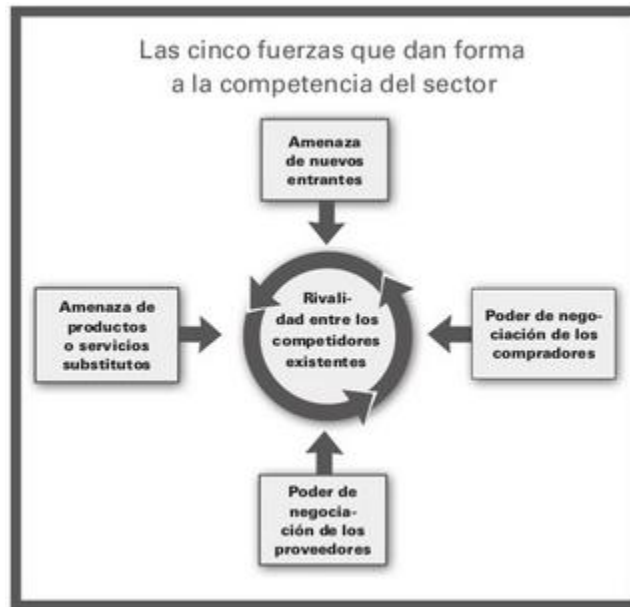 Las cinco fuerzas que dan forma
a la competencia del sector
Amenaza
de nuevos
entrantes
Amenaza de
productos
o servicios
substitutos
Rivali-
dad entre los
competidores
existentes
Poder de nego-
ciación de los
compradores
Poder de
negocia-
ción de los
proveedores